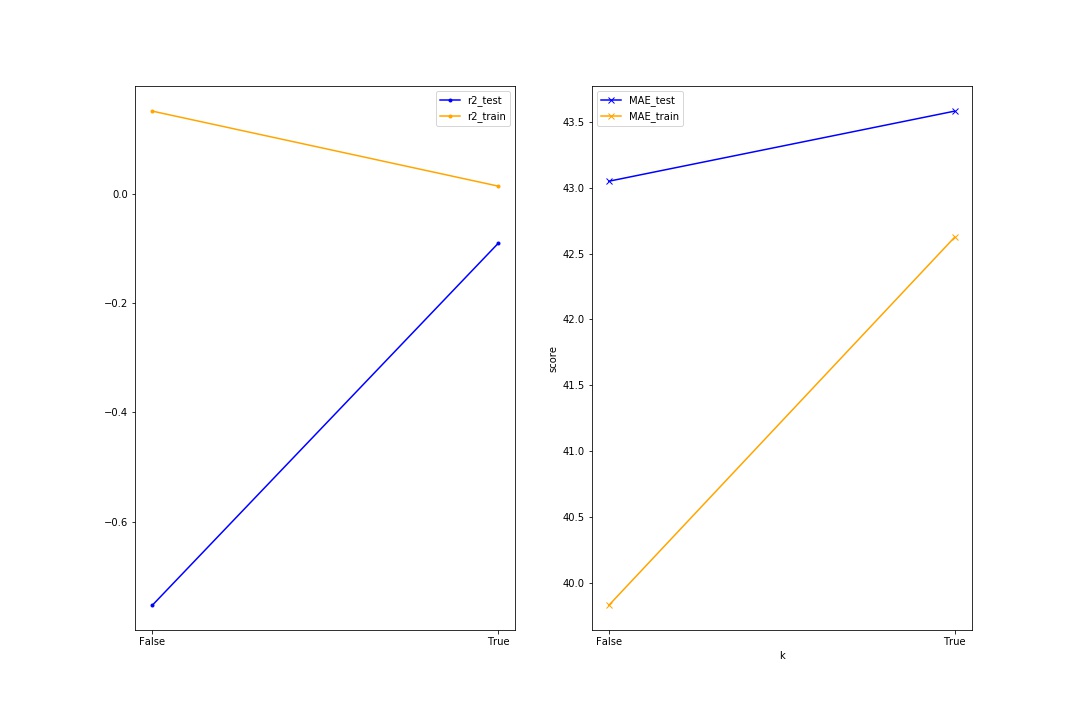 r2_test
r2_train
0.0
−0.2
−0.4
−0.6
False
True
MAE_test
MAE_train
43.5
43.0
42.5
42.0
41.5
41.0
40.5
40.0
score
False
True
k